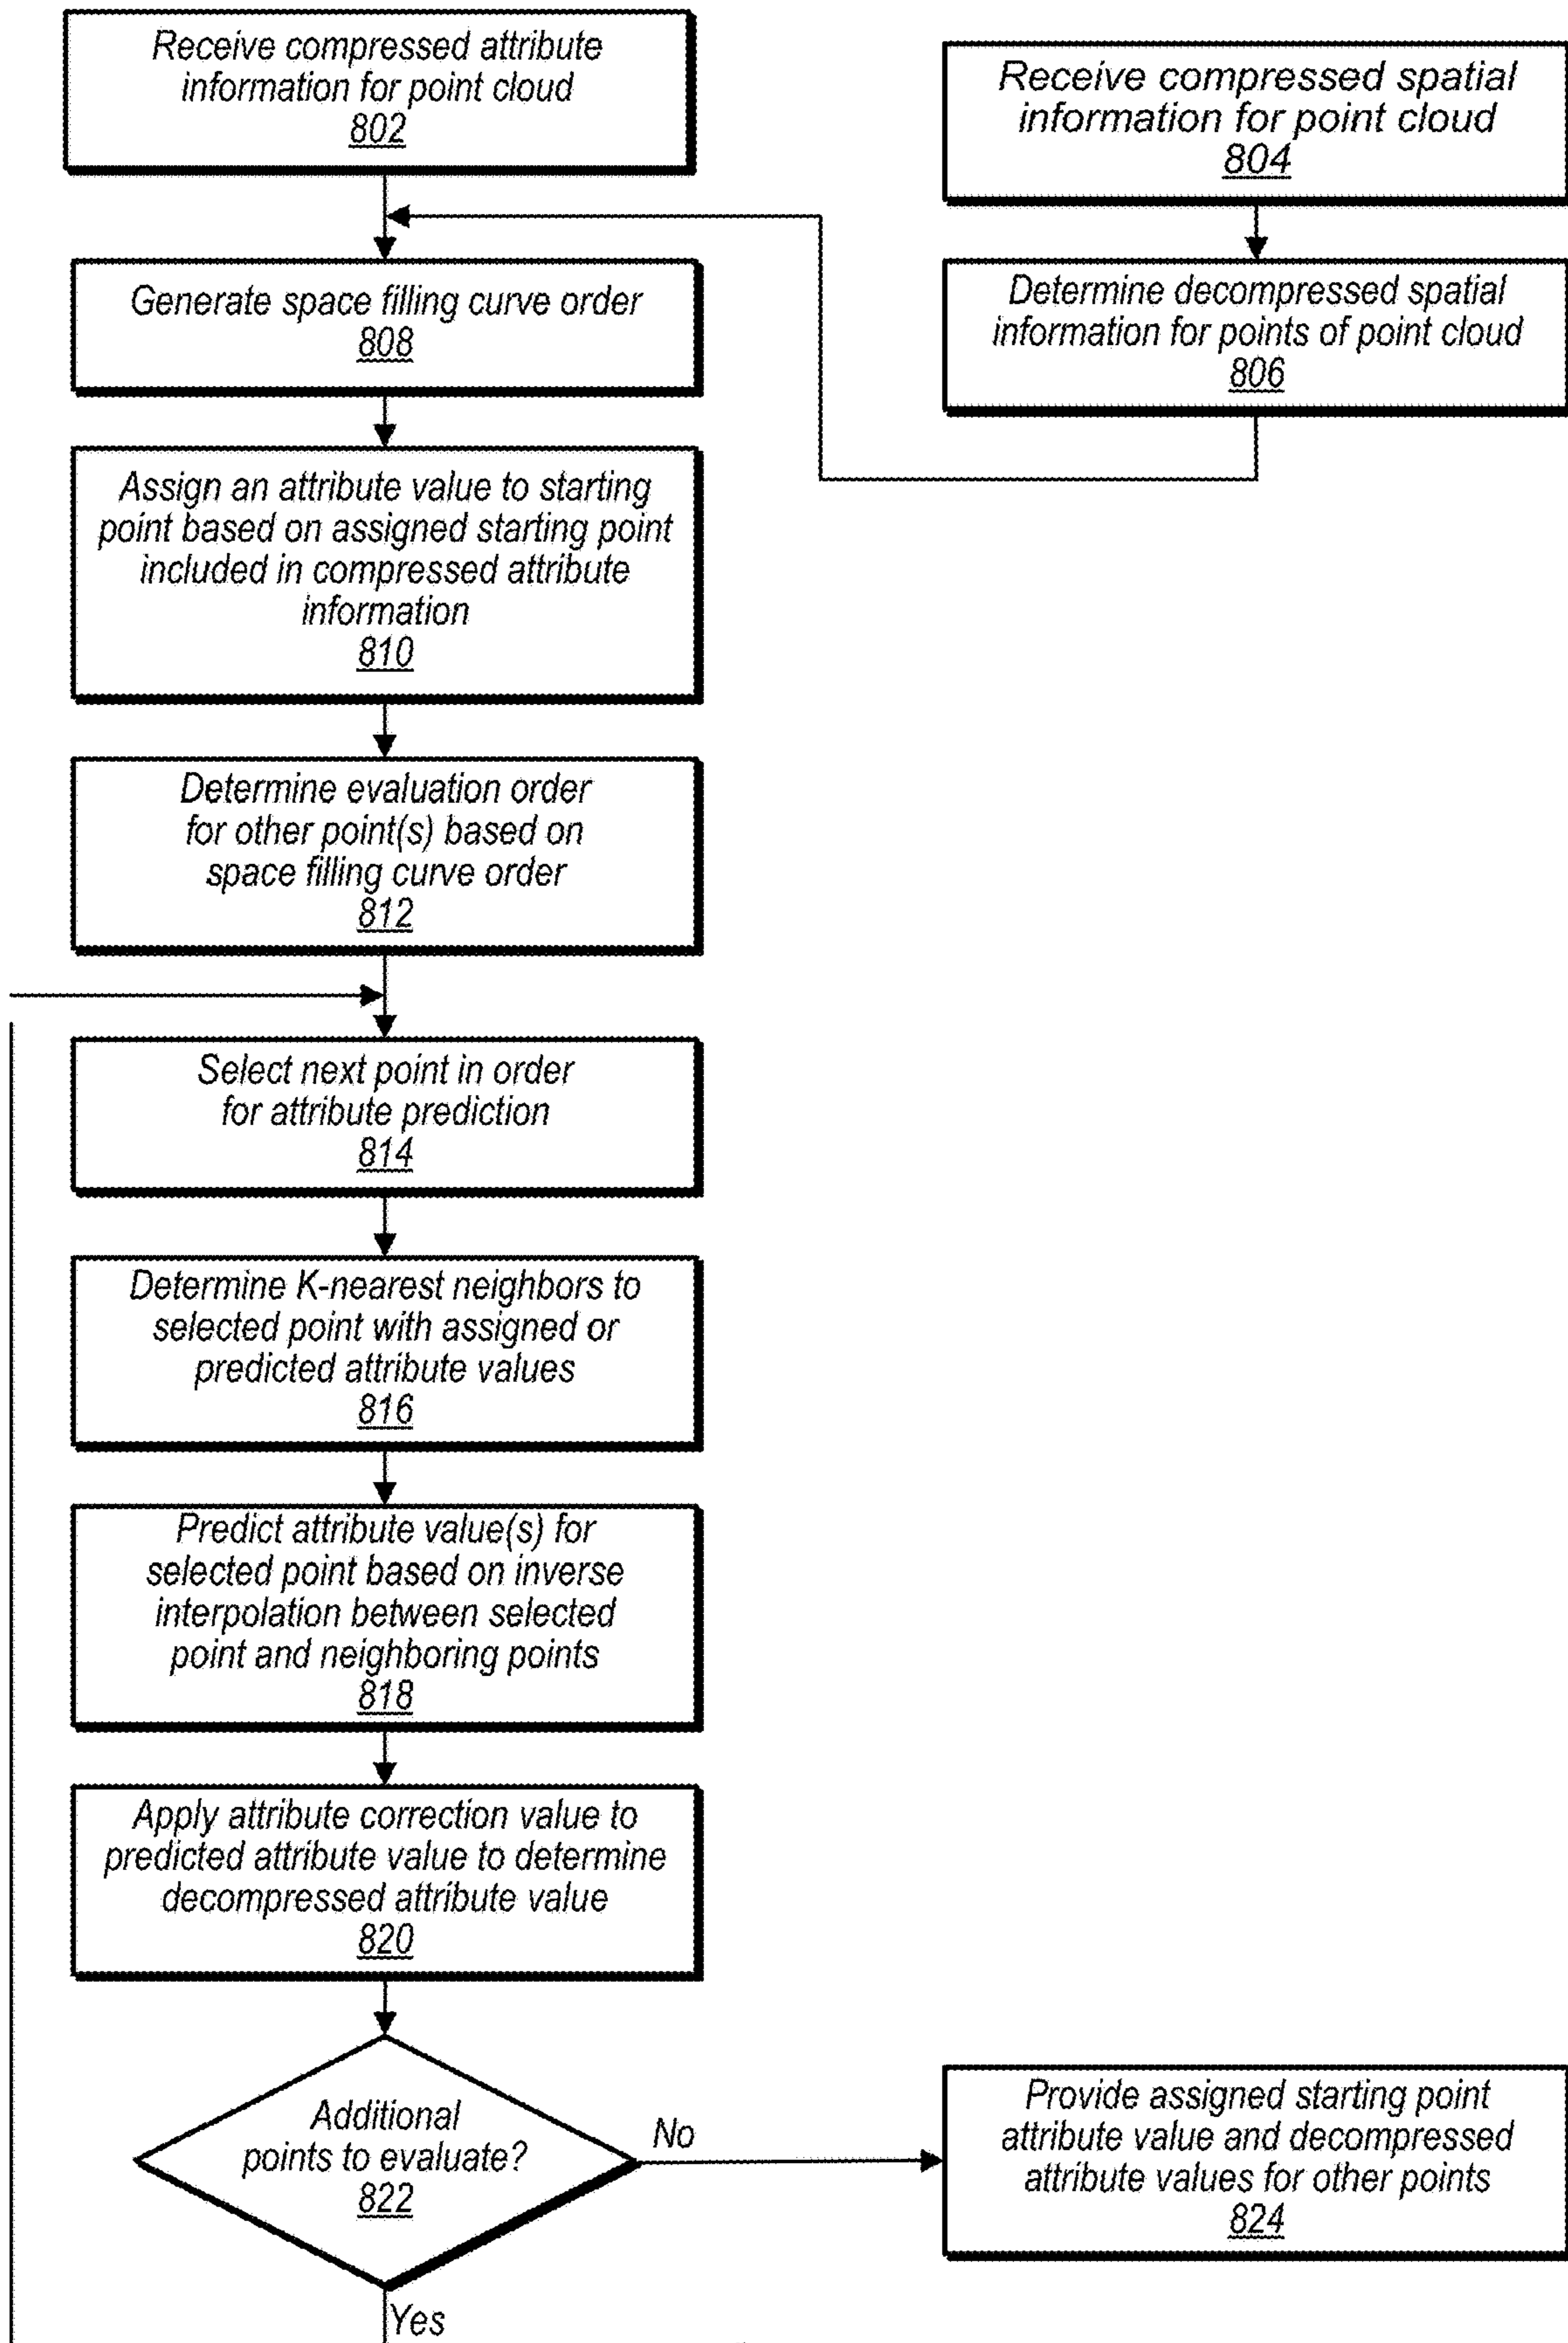 Receive compressed attribute
information for point cloud
802
Receive compressed spatial
information for point cloud
804
Generate space filling curve order
808
Determine decompressed spatial
information for points of point cloud
806
Assign an attribute value to starting
point based on assigned starting point
included in compressed attribute
information
810
Determine evaluation order
for other point(s) based on
space filling curve order
812
Select next point in order
for attribute prediction
814
Determine K-nearest neighbors to
selected point with assigned or
predicted attribute values
816
Predict attribute value(s) for
selected point based on inverse
interpolation between selected
point and neighboring points
818
Apply attribute correction value to
predicted attribute value to determine
decompressed attribute value
820
Additional
points to evaluate?
822
No
Provide assigned starting point
attribute value and decompressed
attribute values for other points
824
Yes